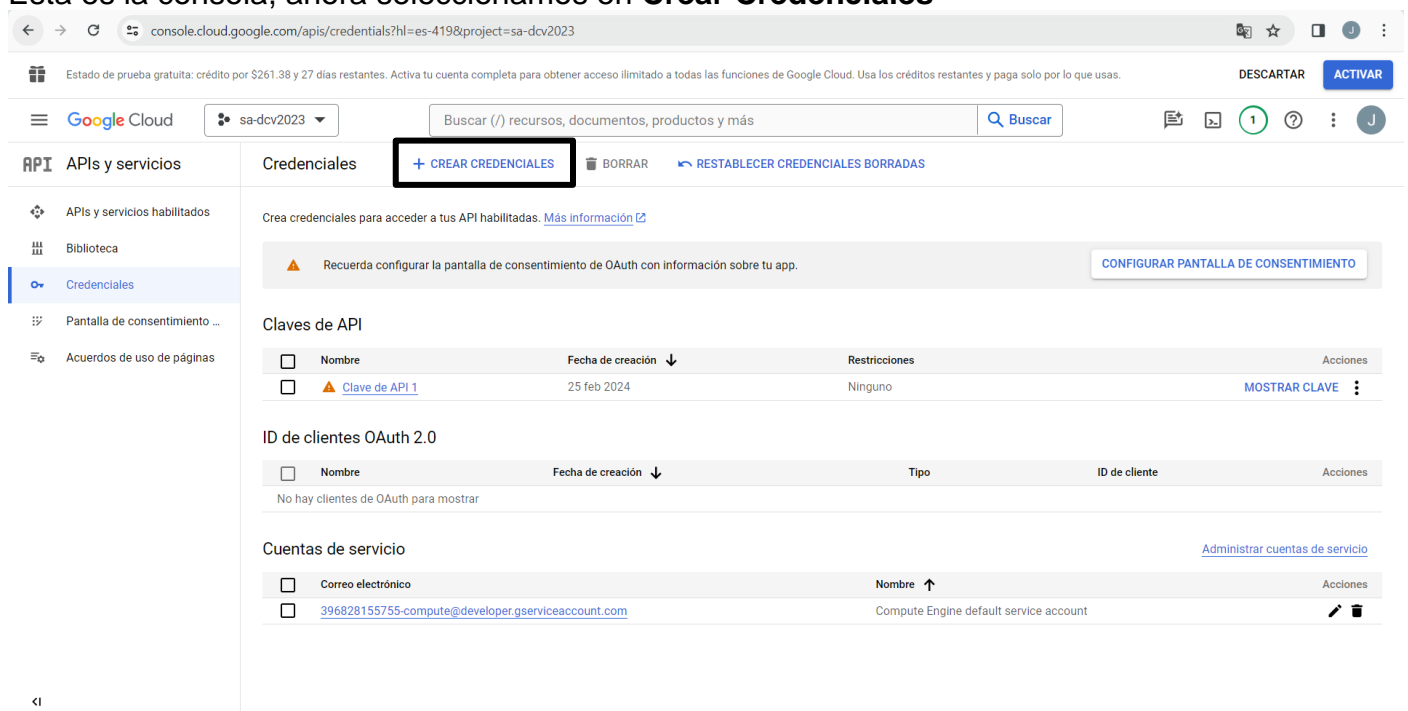 Esta es la consola, ahora seleccionamos en Crear Credenciales
console.cloud.google.com/apis/credentials?hl=es-419&project=sa-dcv2023
J
Estado de prueba gratuita: crédito por $261.38 y 27 días restantes. Activa tu cuenta completa para obtener acceso ilimitado a todas las funciones de Google Cloud. Usa los créditos restantes y paga solo por lo que usas.
DESCARTAR
ACTIVAR
Google Cloud
sa-dcv2023
Buscar (/) recursos, documentos, productos y más
Buscar
1
J
API APIs y servicios
Credenciales
+ CREAR CREDENCIALES
BORRAR
RESTABLECER CREDENCIALES BORRADAS
APIs y servicios habilitados
Biblioteca
Credenciales
Pantalla de consentimiento ...
Acuerdos de uso de páginas
Crea credenciales para acceder a tus API habilitadas. Más información
Recuerda configurar la pantalla de consentimiento de OAuth con información sobre tu app.
CONFIGURAR PANTALLA DE CONSENTIMIENTO
Claves de API
Nombre Fecha de creación Restricciones Acciones
Clave de API 1 25 feb 2024 Ninguno MOSTRAR CLAVE
ID de clientes OAuth 2.0
Nombre Fecha de creación Tipo ID de cliente Acciones
No hay clientes de OAuth para mostrar
Cuentas de servicio
Administrar cuentas de servicio
Correo electrónico Nombre Acciones
396828155755-compute@developer.gserviceaccount.com Compute Engine default service account